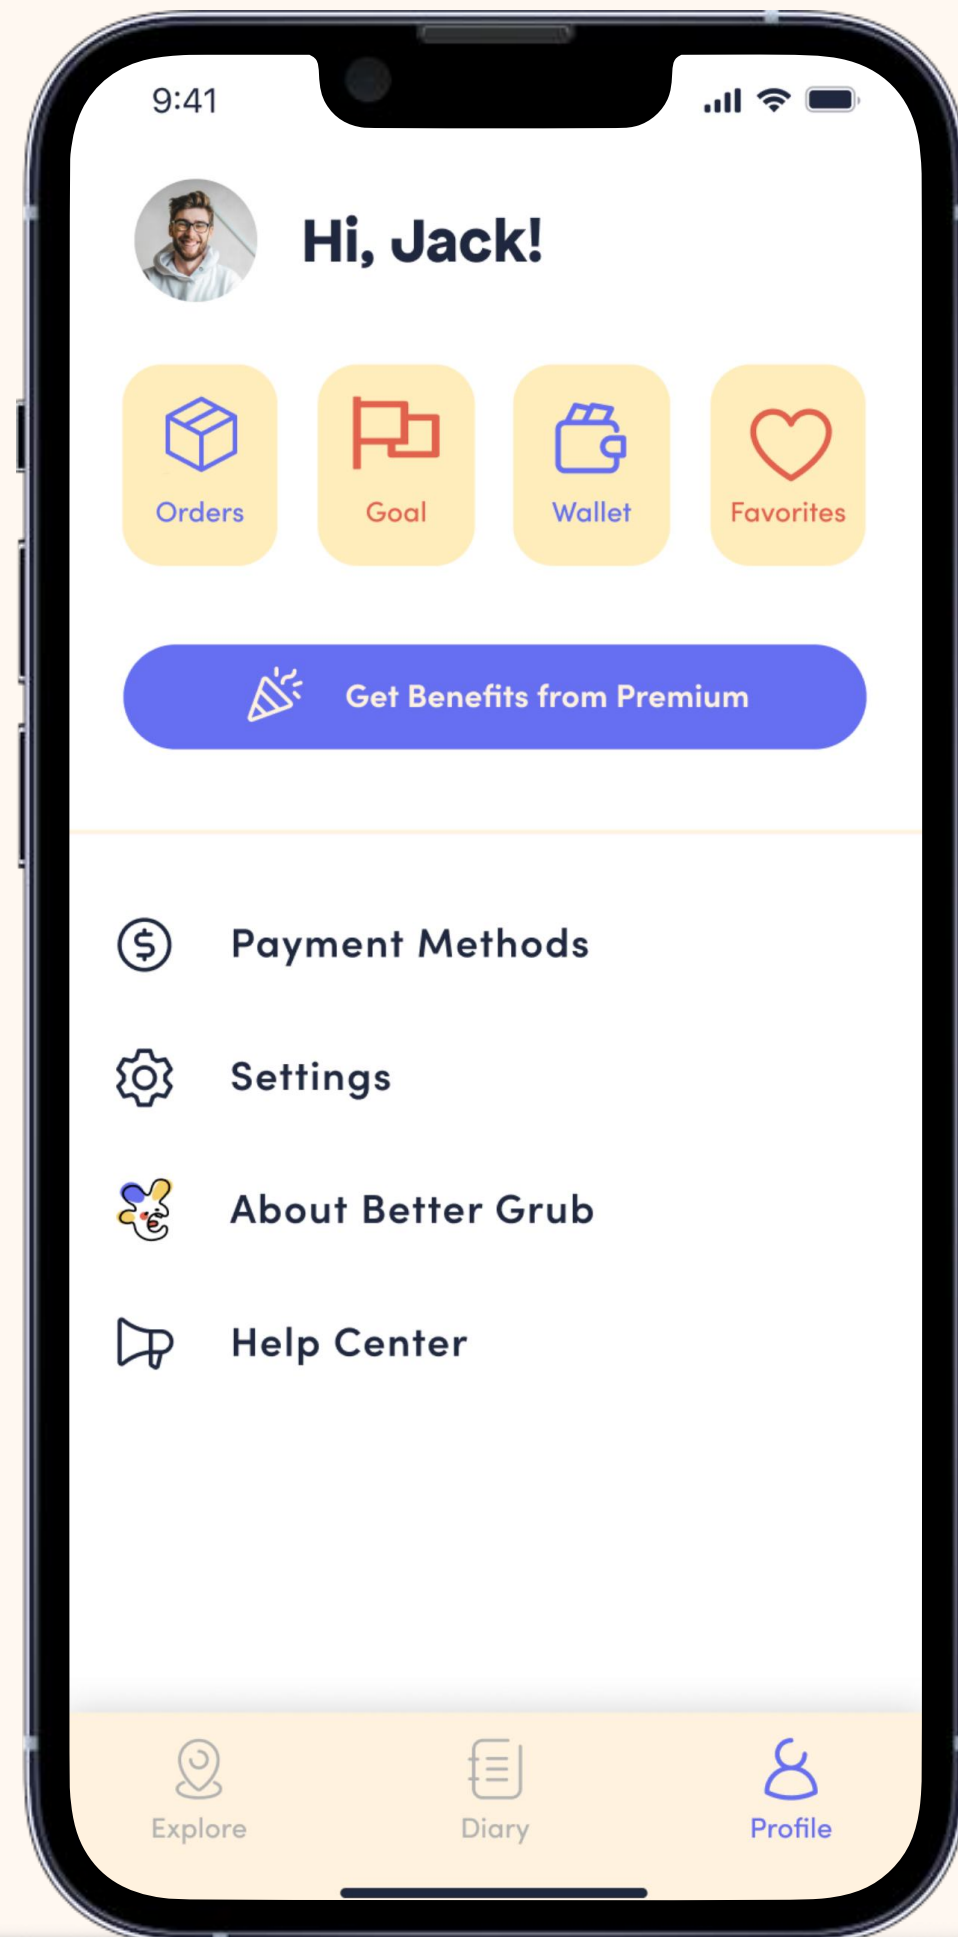 9:41
Hi, Jack!
Orders
Goal
Wallet
Favorites
Get Benefits from Premium
Payment Methods
Settings
About Better Grub
Help Center
Explore
Diary
Profile